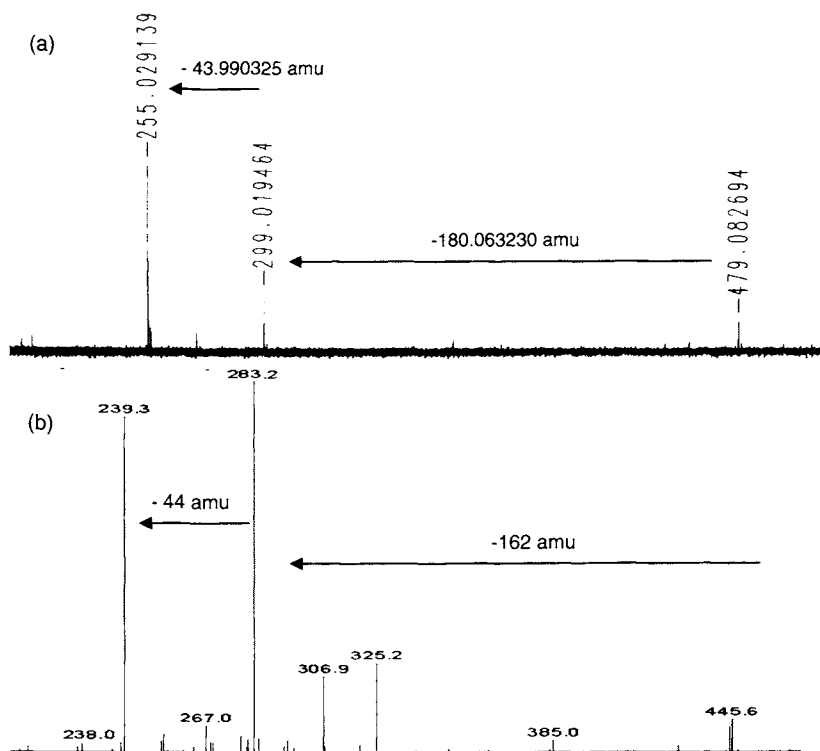 (a)
255.029139
- 43.990325 amu
299.019464
-180.063230 amu
479.082694
(b)
283.2
239.3
- 44 amu
-162 amu
306.9
325.2
238.0
267.0
385.0
445.6